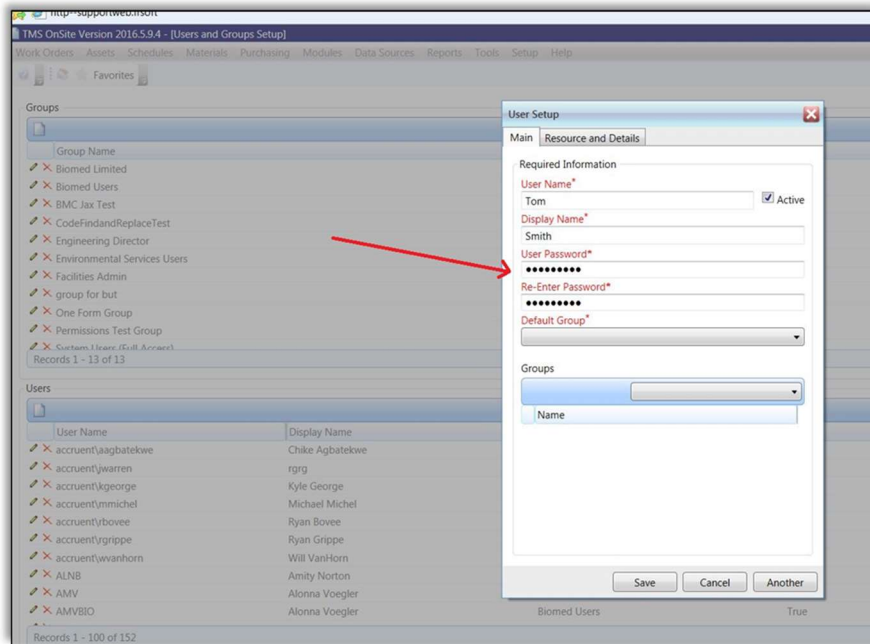 http--supportweb.frsoft
TMS OnSite Version 2016.5.9.4 - [Users and Groups Setup]
Work Orders Assets Schedules Materials Purchasing Modules Data Sources Reports Tools Setup Help
Favorites
Groups
Group Name
Biomed Limited
Biomed Users
BMC Jax Test
CodeFindandReplaceTest
Engineering Director
Environmental Services Users
Facilities Admin
group for but
One Form Group
Permissions Test Group
System Users (Full Access)
Records 1 - 13 of 13
Users
User Name Display Name
accruent\aagbatekwe Chike Agbatekwe
accruent\jwarren rgrg
accruent\kgeorge Kyle George
accruent\mmichel Michael Michel
accruent\rbovee Ryan Bovee
accruent\rgrippe Ryan Grippe
accruent\wvanhorn Will VanHorn
ALNB Amity Norton
AMV Alonna Voegler
AMVBIO Alonna Voegler Biomed Users True
Records 1 - 100 of 152
User Setup
Main Resource and Details
Required Information
User Name*
Tom Active
Display Name*
Smith
User Password*
•••••••••
Re-Enter Password*
•••••••••
Default Group*
Groups
Name
Save Cancel Another